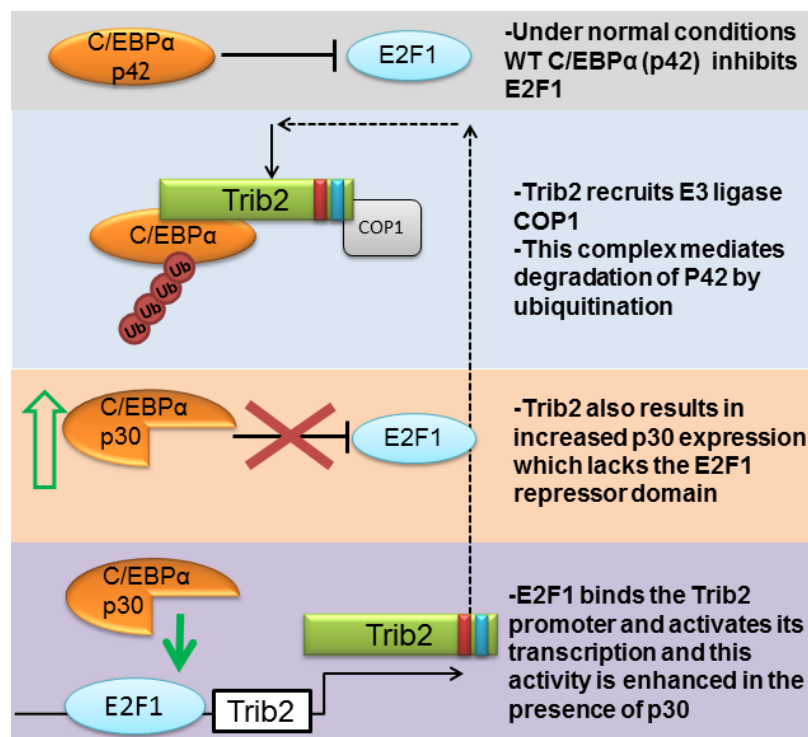 C/EBPα
p42
E2F1
-Under normal conditions
WT C/EBPα (p42) inhibits
E2F1
Trib2
C/EBPα
COP1
Ub
Ub
Ub
Ub
-Trib2 recruits E3 ligase
COP1
-This complex mediates
degradation of P42 by
ubiquitination
C/EBPα
p30
E2F1
-Trib2 also results in
increased p30 expression
which lacks the E2F1
repressor domain
C/EBPα
p30
Trib2
E2F1
Trib2
-E2F1 binds the Trib2
promoter and activates its
transcription and this
activity is enhanced in the
presence of p30